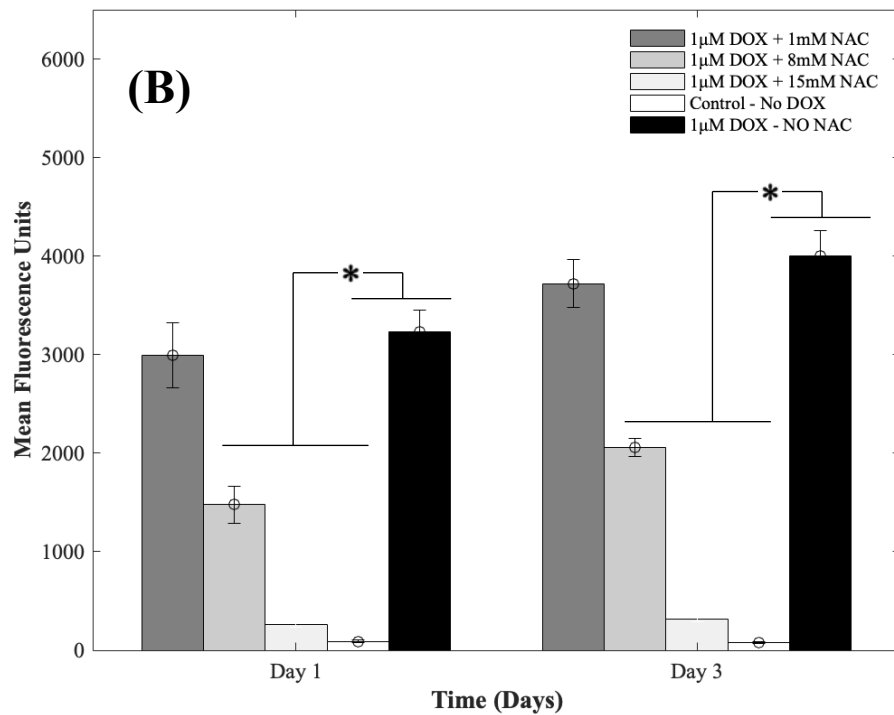 (B)
1μM DOX + 1mM NAC
1μM DOX + 8mM NAC
1μM DOX + 15mM NAC
Control - No DOX
1μM DOX - NO NAC
Mean Fluorescence Units
6000
5000
4000
3000
2000
1000
0
*
*
Day 1
Day 3
Time (Days)